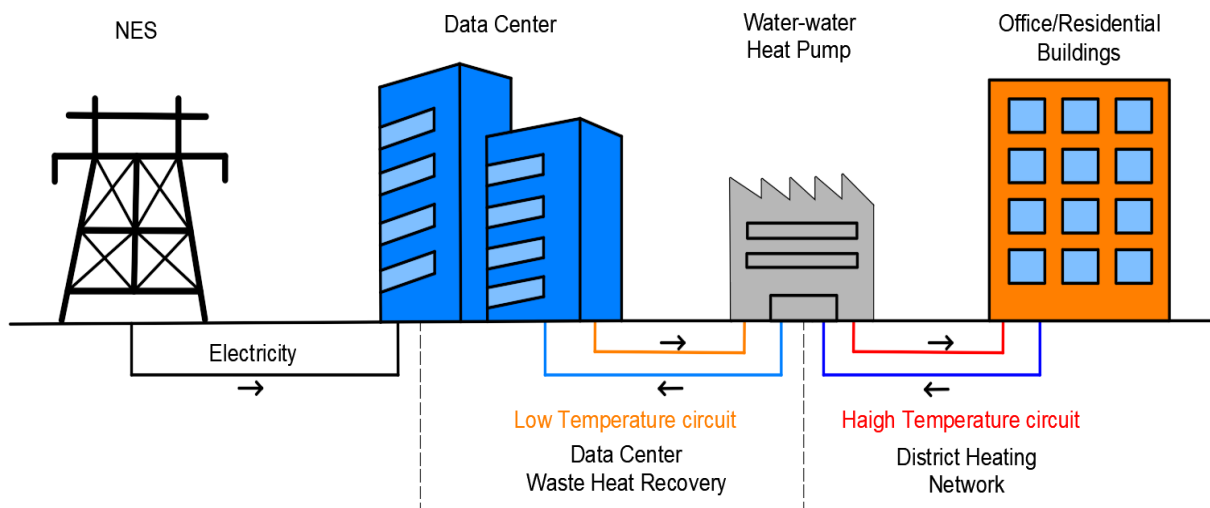 NES
Data Center
Water-water
Heat Pump
Office/Residential
Buildings
Electricity
Low Temperature circuit
Data Center
Waste Heat Recovery
Haigh Temperature circuit
District Heating
Network